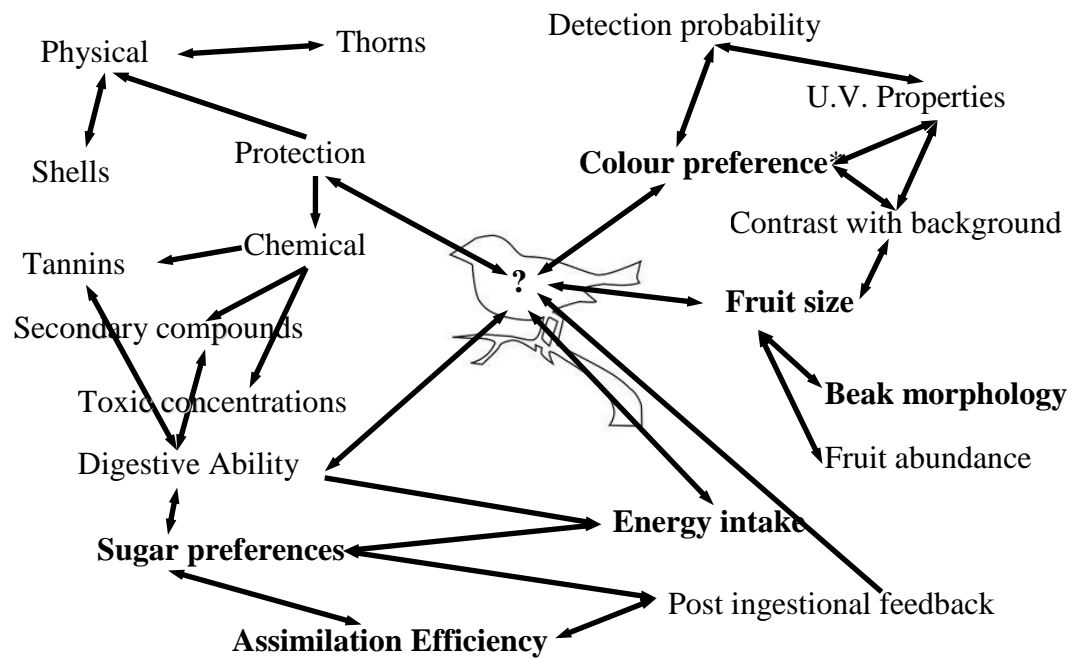 Detection probability
Physical
Thorns
U.V. Properties
Protection
Colour preference*
Shells
Contrast with background
Chemical
Tannins
?
Fruit size
Secondary compounds
Beak morphology
Toxic concentrations
Fruit abundance
Digestive Ability
Energy intake
Sugar preferences
Post ingestional feedback
Assimilation Efficiency